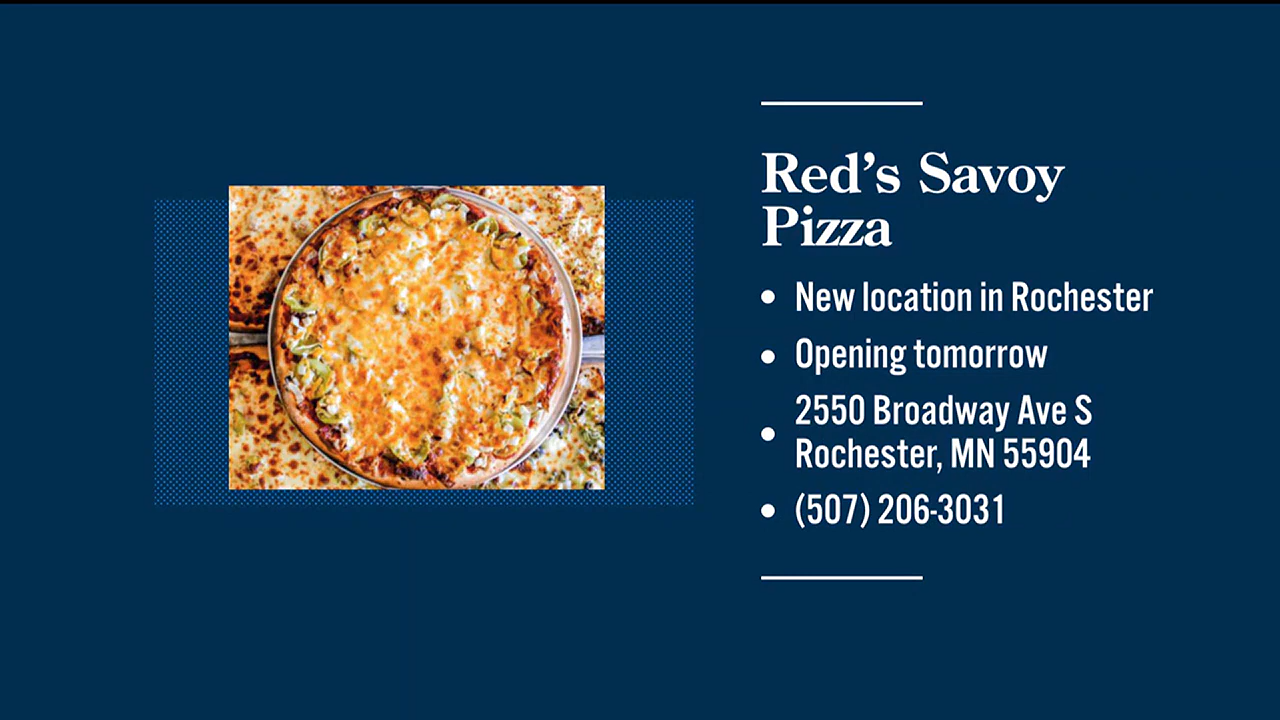 Red's Savoy
Pizza
New location in Rochester
Opening tomorrow
2550 Broadway Ave S
Rochester, MN 55904
(507) 206-3031